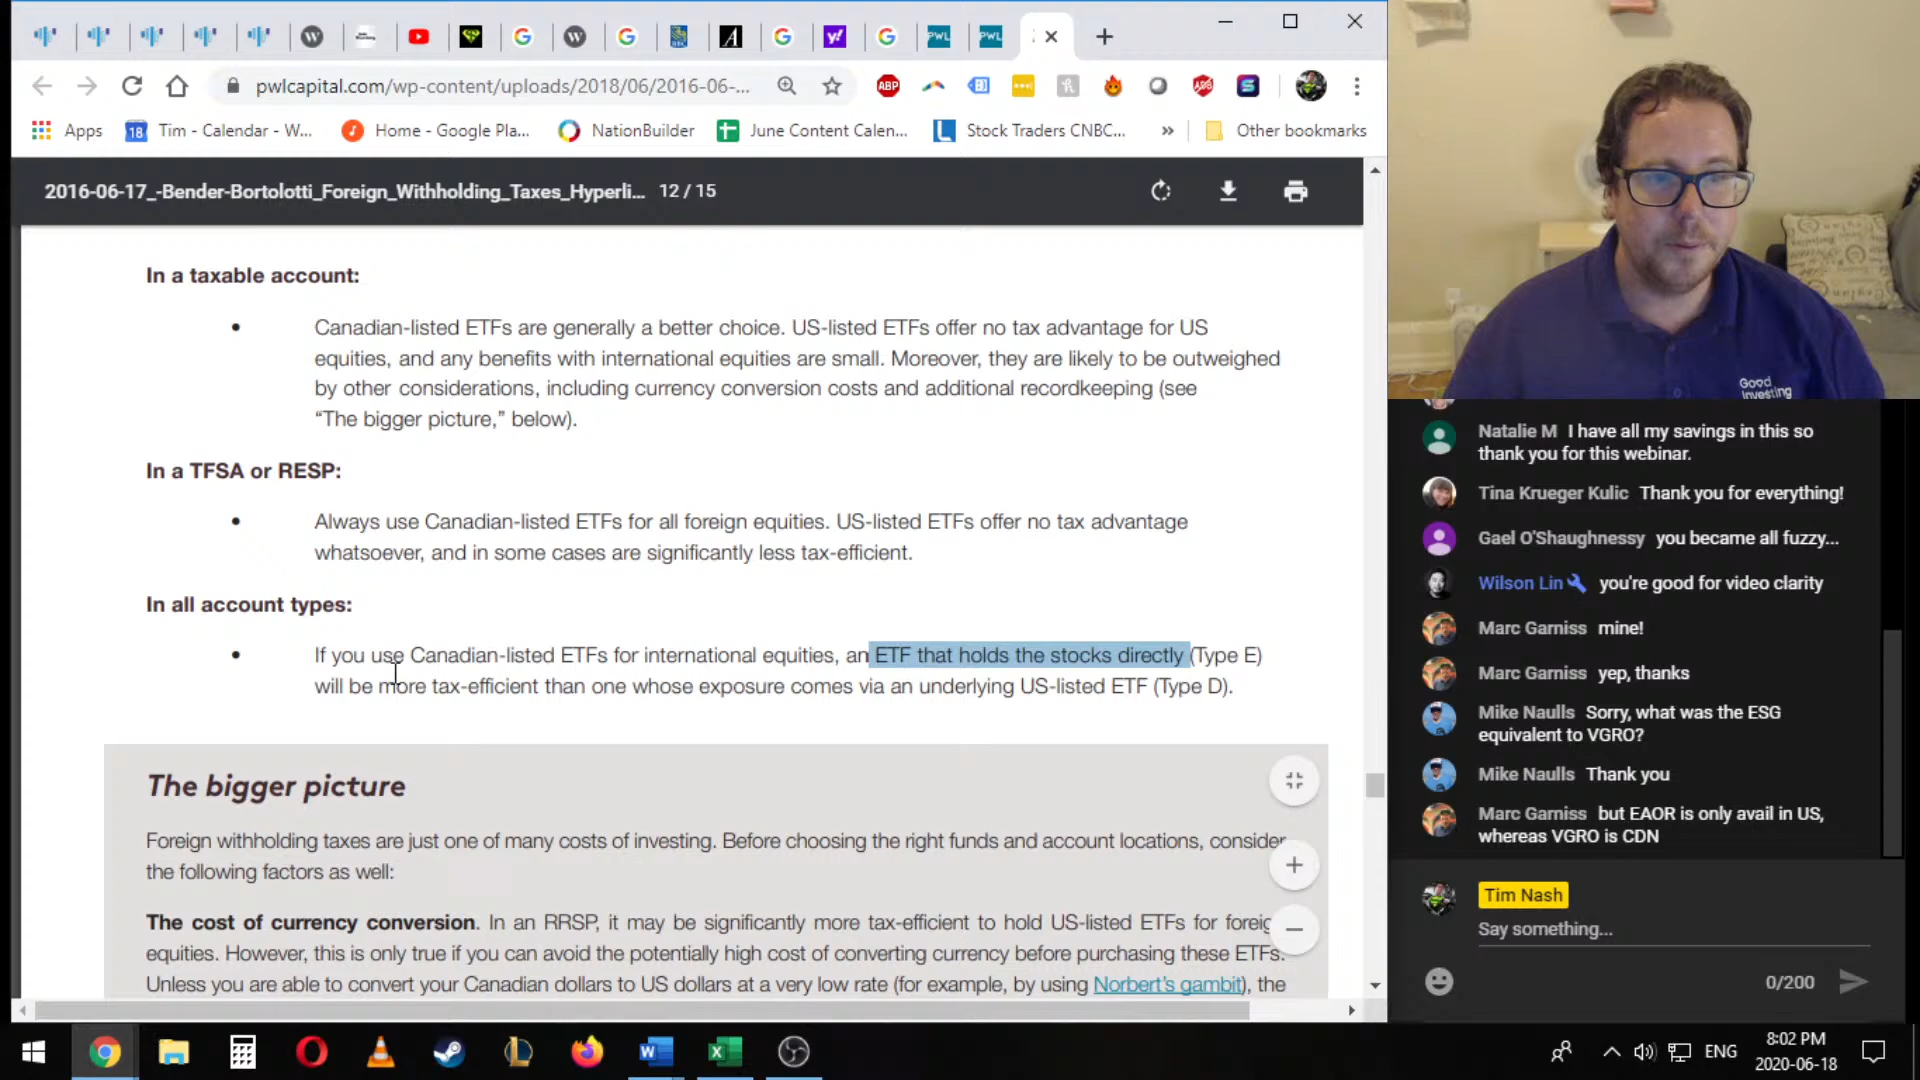 pwlcapital.com/wp-content/uploads/2018/06/2016-06-...
Apps
18
Tim - Calendar - W...
Home - Google Pla...
NationBuilder
June Content Calen...
Stock Traders CNBC...
»
Other bookmarks
2016-06-17_-Bender-Bortolotti_Foreign_Withholding_Taxes_Hyperli...
12 / 15
In a taxable account:
• Canadian-listed ETFs are generally a better choice. US-listed ETFs offer no tax advantage for US
equities, and any benefits with international equities are small. Moreover, they are likely to be outweighed
by other considerations, including currency conversion costs and additional recordkeeping (see
“The bigger picture,” below).
In a TFSA or RESP:
• Always use Canadian-listed ETFs for all foreign equities. US-listed ETFs offer no tax advantage
whatsoever, and in some cases are significantly less tax-efficient.
In all account types:
• If you use Canadian-listed ETFs for international equities, an ETF that holds the stocks directly (Type E)
will be more tax-efficient than one whose exposure comes via an underlying US-listed ETF (Type D).
The bigger picture
Foreign withholding taxes are just one of many costs of investing. Before choosing the right funds and account locations, consider
the following factors as well:
The cost of currency conversion. In an RRSP, it may be significantly more tax-efficient to hold US-listed ETFs for foreign
equities. However, this is only true if you can avoid the potentially high cost of converting currency before purchasing these ETFs.
Unless you are able to convert your Canadian dollars to US dollars at a very low rate (for example, by using Norbert's gambit), the
Good
Investing
Natalie M I have all my savings in this so
thank you for this webinar.
Tina Krueger Kulic Thank you for everything!
Gael O'Shaughnessy you became all fuzzy...
Wilson Lin you're good for video clarity
Marc Garniss mine!
Marc Garniss yep, thanks
Mike Naulls Sorry, what was the ESG
equivalent to VGRO?
Mike Naulls Thank you
Marc Garniss but EAOR is only avail in US,
whereas VGRO is CDN
Tim Nash
Say something...
0/200
ENG
8:02 PM
2020-06-18